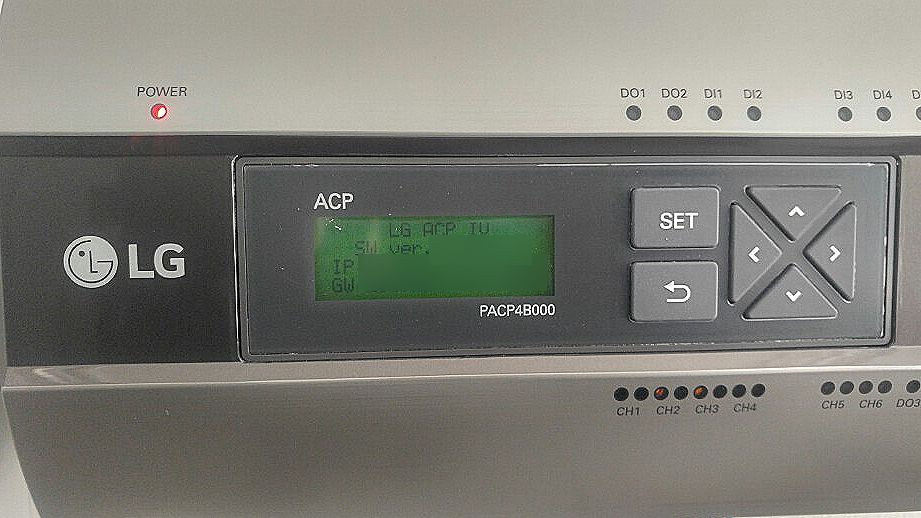 POWER
DO1 DO2 DI1 DI2 DI3 DI4
ACP
LG ACP IV
SW ver.
IP
GW
PACP4B000
LG
SET
CH1 CH2 CH3 CH4 CH5 CH6 DO3